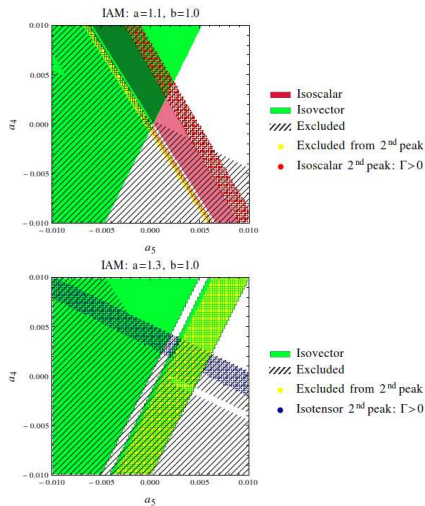 IAM: a=1.1, b=1.0
0.010
0.005
0.000
−0.005
−0.010
a4
−0.010
−0.005
0.000
0.005
0.010
a5
Isoscalar
Isovector
Excluded
Excluded from 2nd peak
Isoscalar 2nd peak: Γ>0
IAM: a=1.3, b=1.0
0.010
0.005
0.000
−0.005
−0.010
a4
−0.010
−0.005
0.000
0.005
0.010
a5
Isovector
Excluded
Excluded from 2nd peak
Isotensor 2nd peak: Γ>0